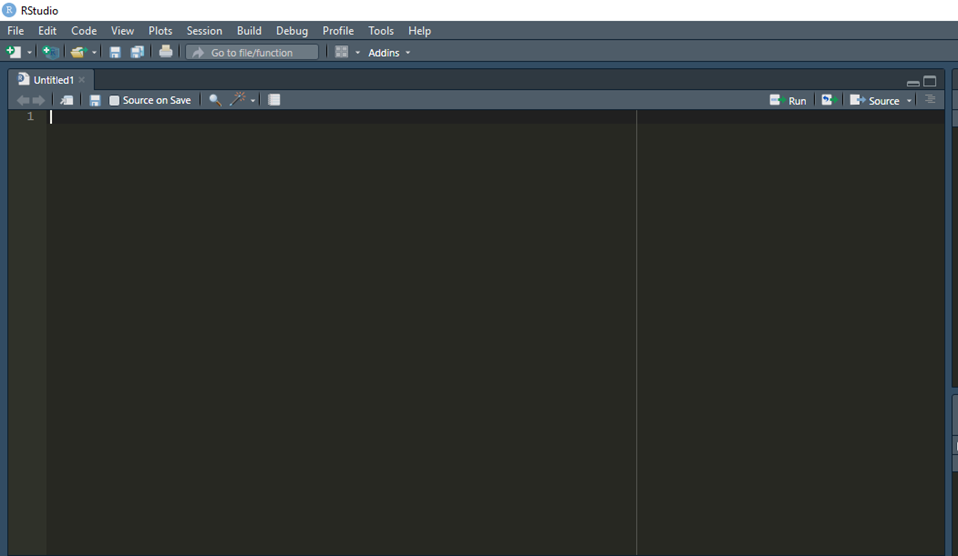 RStudio
File Edit Code View Plots Session Build Debug Profile Tools Help
Go to file/function Addins
Untitled1
Source on Save Run Source
1